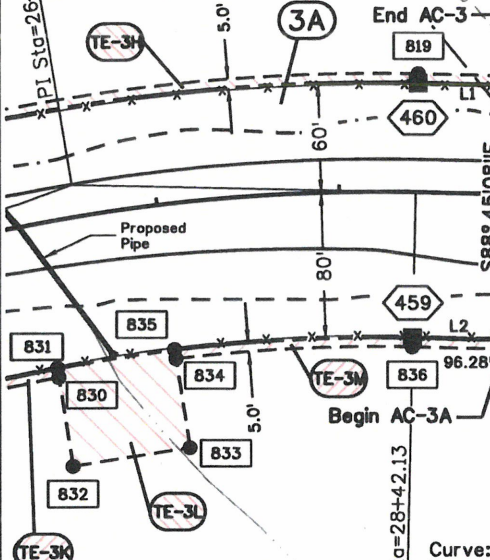 End AC-3
3A
5.0'
TE-3H
PI Sta=26
819
L1
460
60'
S88°45'08"E
Proposed
Pipe
80'
459
L2
835
831
834
836
96.28'
830
TE-3M
5.0'
Begin AC-3A
833
832
TE-3L
a=28+42.13
TE-3K
Curve: